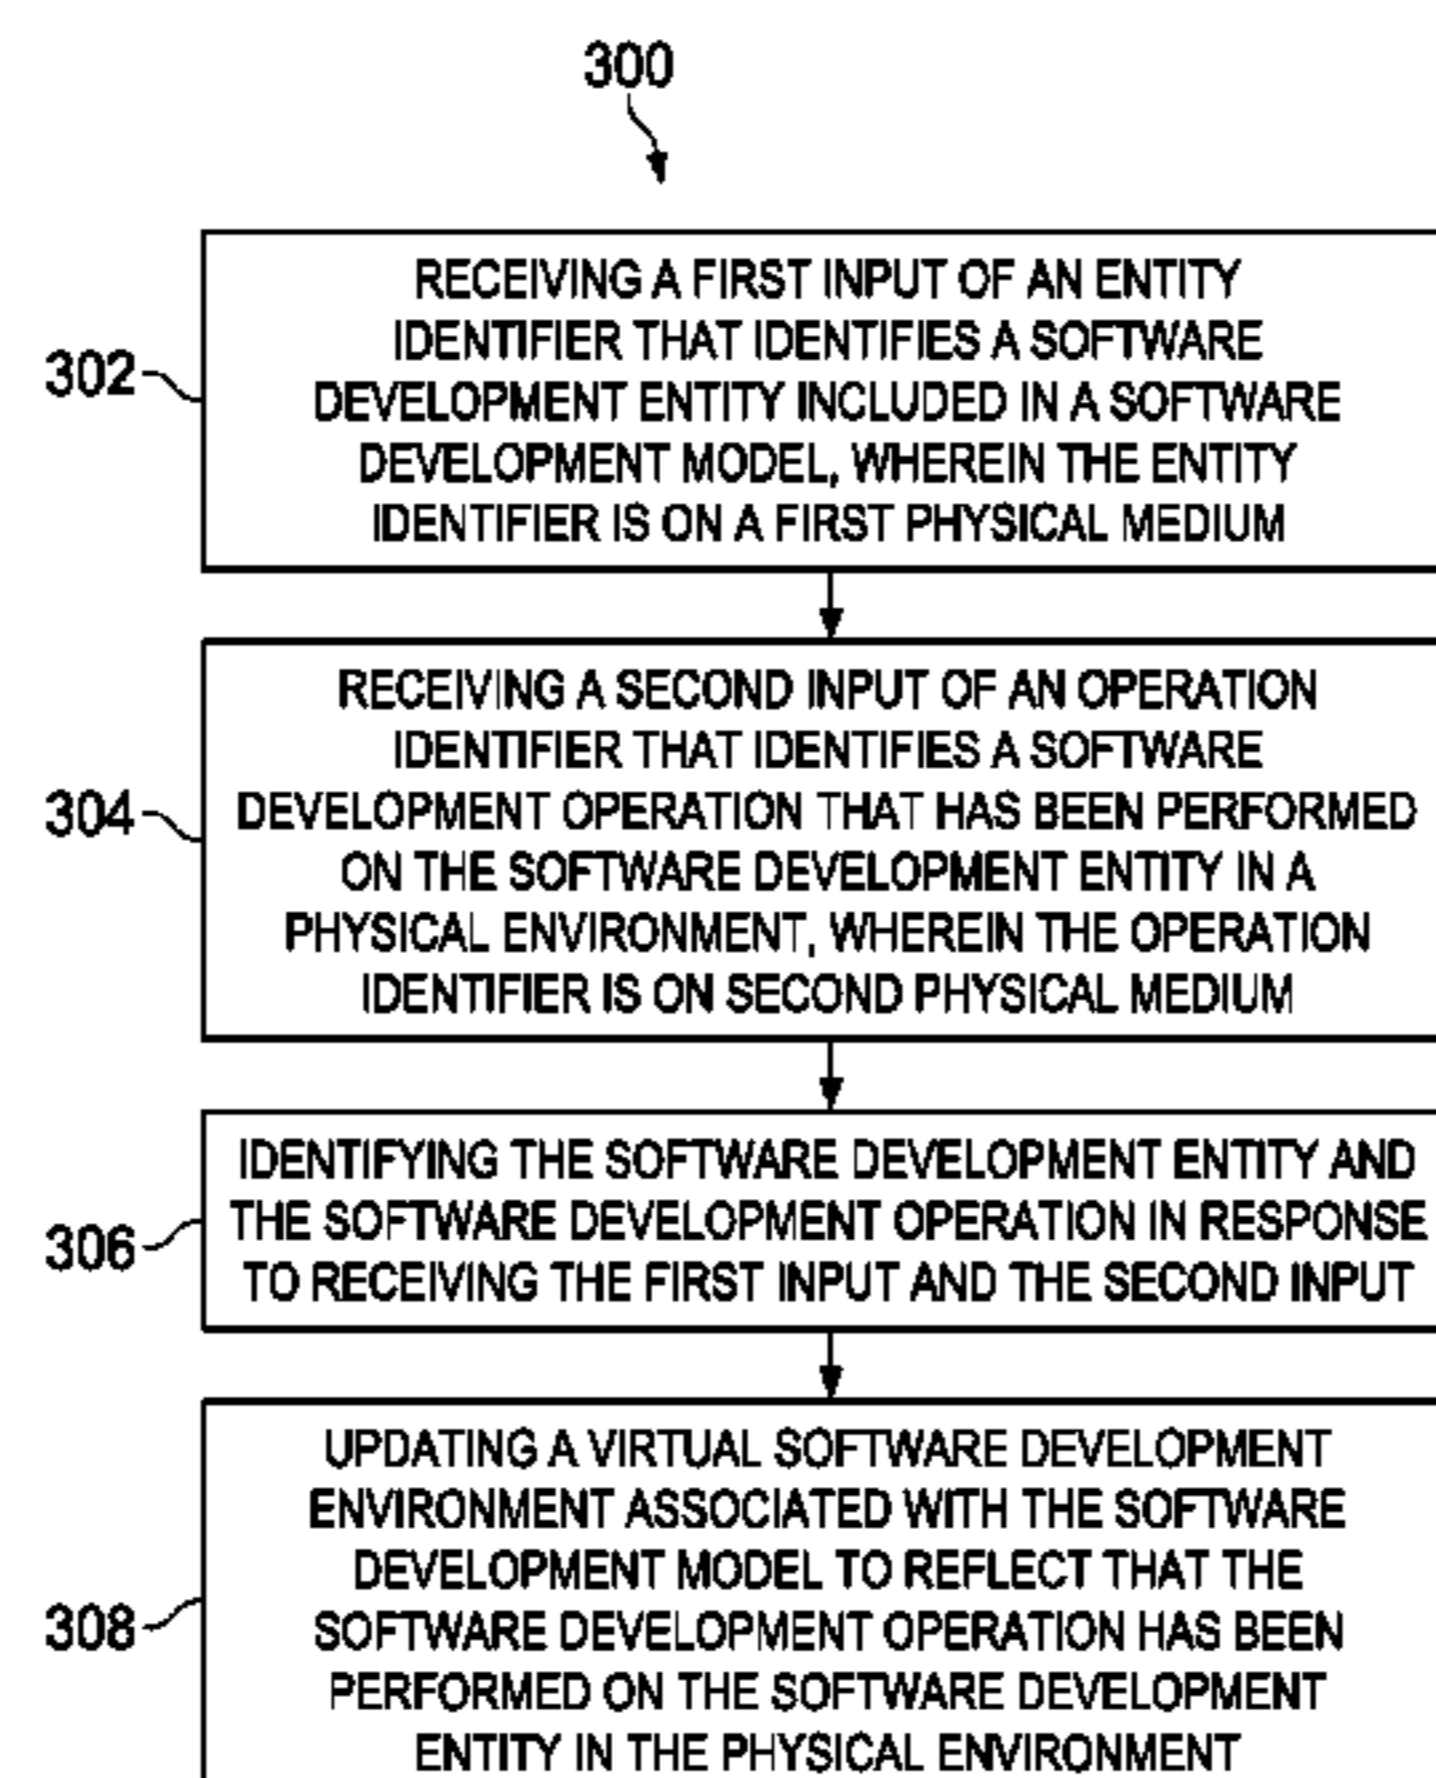 300
302
RECEIVING A FIRST INPUT OF AN ENTITY
IDENTIFIER THAT IDENTIFIES A SOFTWARE
DEVELOPMENT ENTITY INCLUDED IN A SOFTWARE
DEVELOPMENT MODEL, WHEREIN THE ENTITY
IDENTIFIER IS ON A FIRST PHYSICAL MEDIUM
304
RECEIVING A SECOND INPUT OF AN OPERATION
IDENTIFIER THAT IDENTIFIES A SOFTWARE
DEVELOPMENT OPERATION THAT HAS BEEN PERFORMED
ON THE SOFTWARE DEVELOPMENT ENTITY IN A
PHYSICAL ENVIRONMENT, WHEREIN THE OPERATION
IDENTIFIER IS ON SECOND PHYSICAL MEDIUM
306
IDENTIFYING THE SOFTWARE DEVELOPMENT ENTITY AND
THE SOFTWARE DEVELOPMENT OPERATION IN RESPONSE
TO RECEIVING THE FIRST INPUT AND THE SECOND INPUT
308
UPDATING A VIRTUAL SOFTWARE DEVELOPMENT
ENVIRONMENT ASSOCIATED WITH THE SOFTWARE
DEVELOPMENT MODEL TO REFLECT THAT THE
SOFTWARE DEVELOPMENT OPERATION HAS BEEN
PERFORMED ON THE SOFTWARE DEVELOPMENT
ENTITY IN THE PHYSICAL ENVIRONMENT